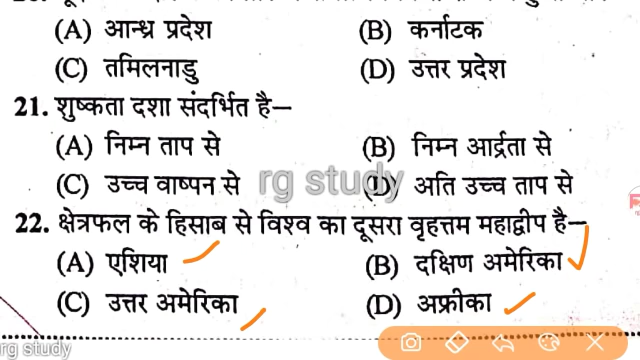 (A) आन्ध्र प्रदेश (B) कर्नाटक
(C) तमिलनाडु (D) उत्तर प्रदेश
21. शुष्कता दशा संदर्भित है—
(A) निम्न ताप से (B) निम्न आर्द्रता से
(C) उच्च वाष्पन से (D) अति उच्च ताप से
rg study
22. क्षेत्रफल के हिसाब से विश्व का दूसरा वृहत्तम महाद्वीप है—
(A) एशिया (B) दक्षिण अमेरिका
(C) उत्तर अमेरिका (D) अफ्रीका
rg study